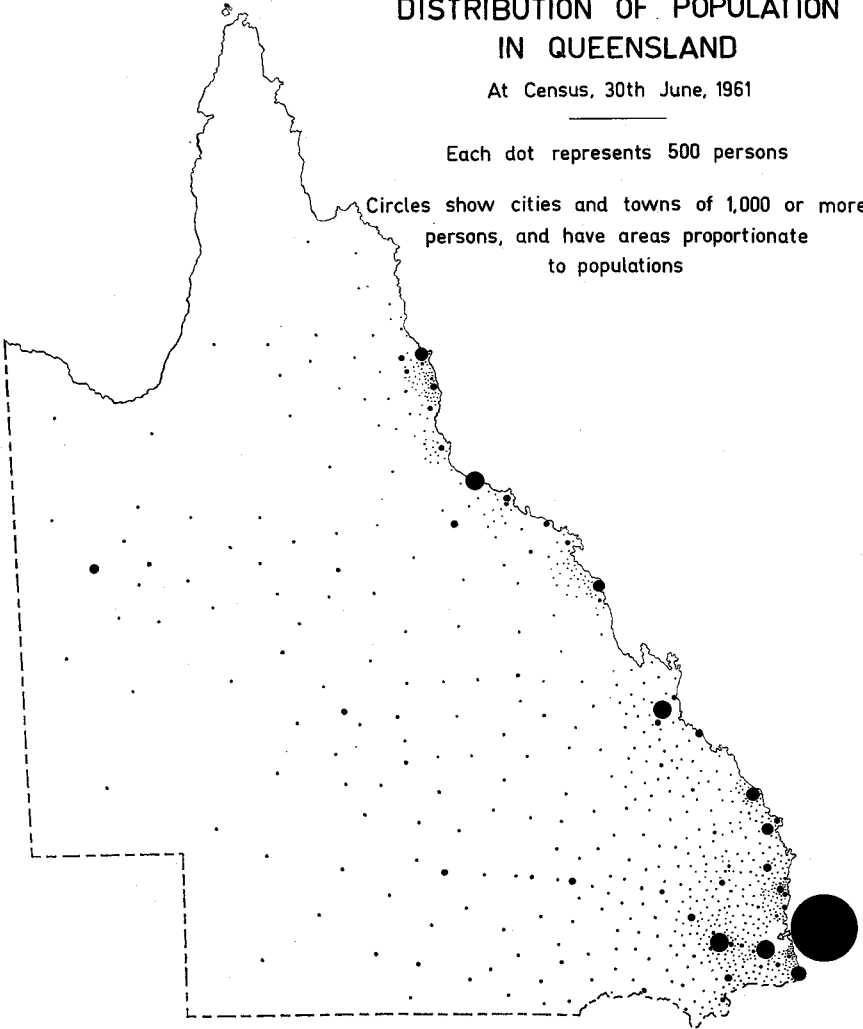 DISTRIBUTION OF POPULATION
IN QUEENSLAND
At Census, 30th June, 1961
Each dot represents 500 persons
Circles show cities and towns of 1,000 or more
persons, and have areas proportionate
to populations